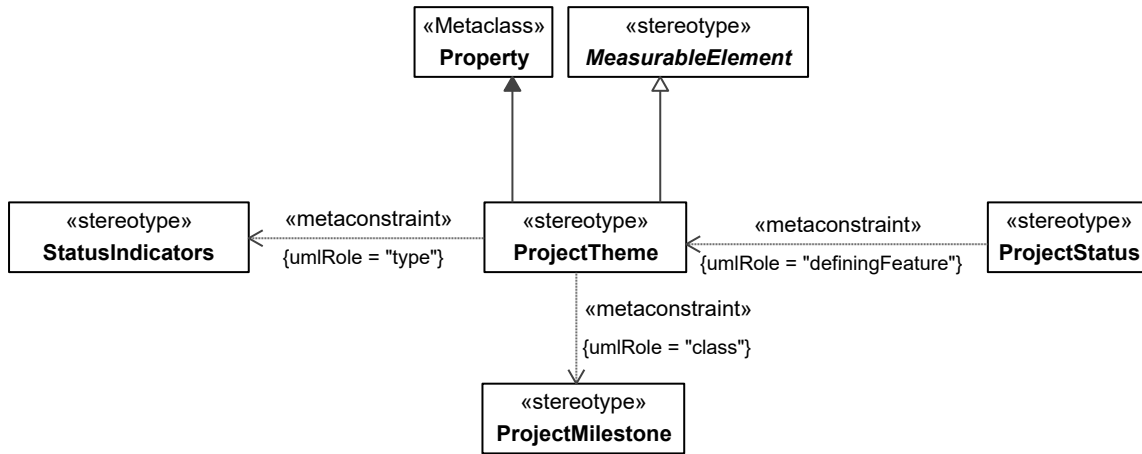 «Metaclass»
Property
«stereotype»
MeasurableElement
«stereotype»
StatusIndicators
«metaconstraint»
{umlRole = "type"}
«stereotype»
ProjectTheme
«metaconstraint»
{umlRole = "definingFeature"}
«stereotype»
ProjectStatus
«metaconstraint»
{umlRole = "class"}
«stereotype»
ProjectMilestone